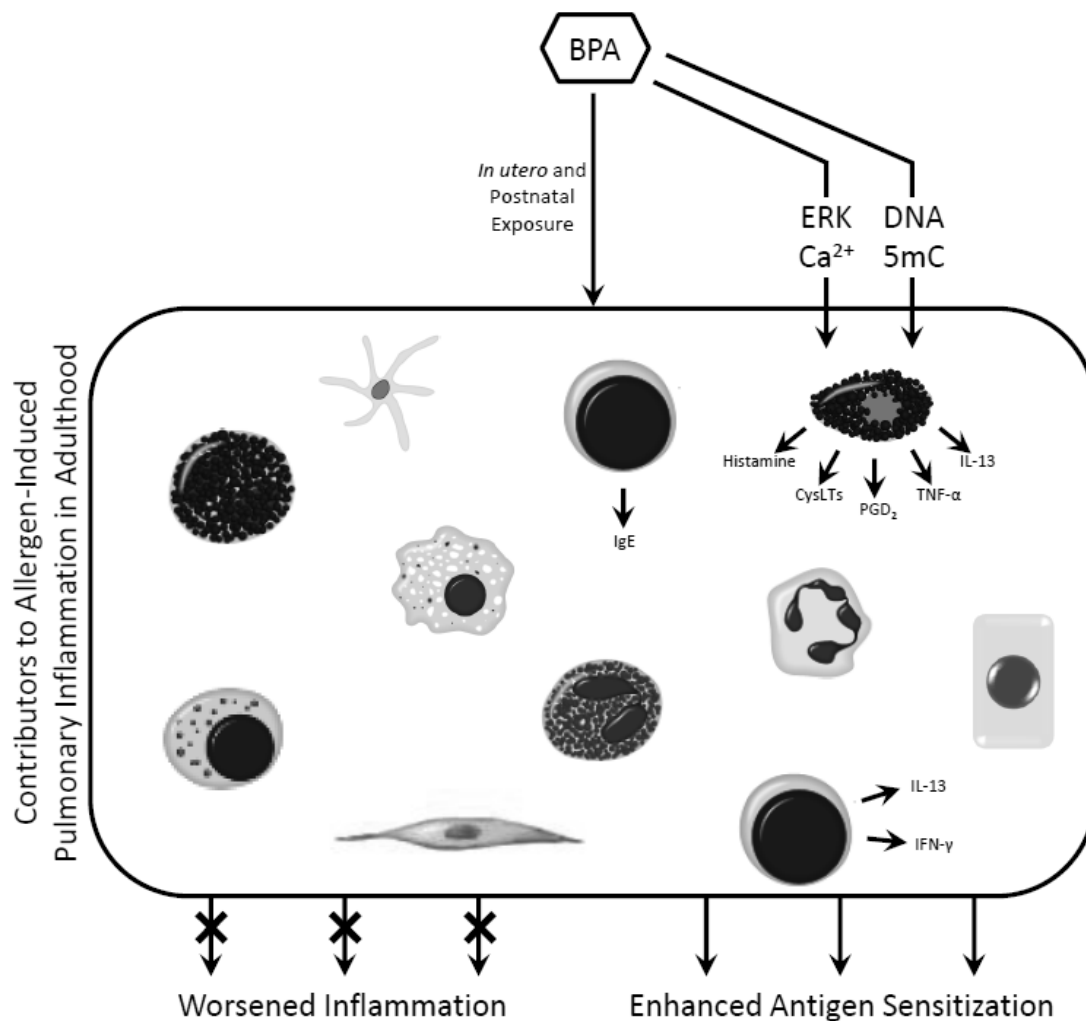 BPA
In utero and
Postnatal
Exposure
ERK
Ca²⁺
DNA
5mC
Contributors to Allergen-Induced
Pulmonary Inflammation in Adulthood
IgE
Histamine
CysLTs
PGD₂
TNF-α
IL-13
IL-13
IFN-γ
Worsened Inflammation
Enhanced Antigen Sensitization